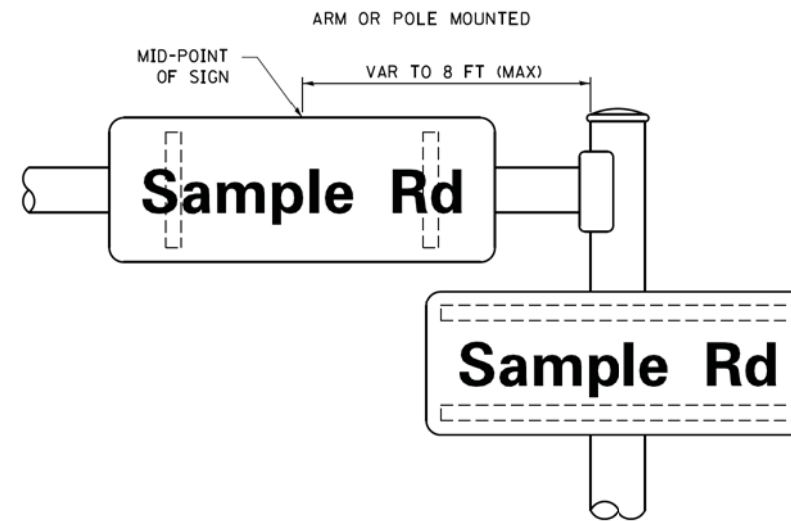 ARM OR POLE MOUNTED
MID-POINT
OF SIGN
VAR TO 8 FT (MAX)
Sample Rd
Sample Rd